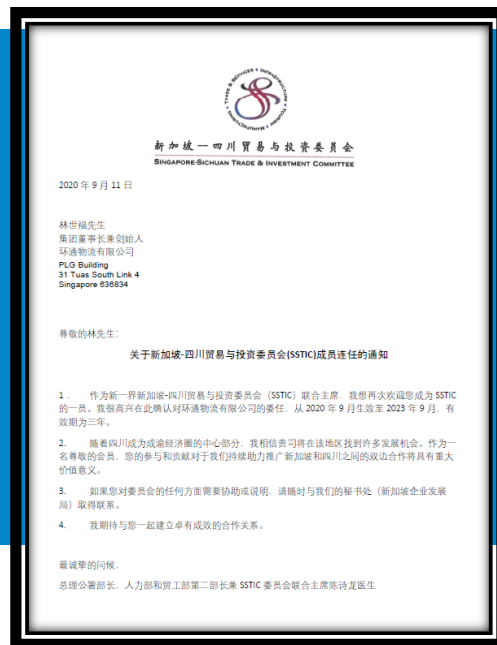 TRADE & SERVICES • INFRASTRUCTURE • TOURISM • MANUFACTURING
新加坡—四川贸易与投资委员会
SINGAPORE-SICHUAN TRADE & INVESTMENT COMMITTEE
2020 年 9 月 11 日
林世福先生
集团董事长兼创始人
环通物流有限公司
PLG Building
31 Tuas South Link 4
Singapore 636834
尊敬的林先生:
关于新加坡-四川贸易与投资委员会(SSTIC)成员连任的通知
1 . 作为新一界新加坡-四川贸易与投资委员会（SSTIC）联合主席, 我想再次欢迎您成为 SSTIC
的一员。我很高兴在此确认对环通物流有限公司的委任, 从 2020 年 9 月生效至 2023 年 9 月, 有
效期为三年。
2. 随着四川成为成渝经济圈的中心部分, 我相信贵司将在该地区找到许多发展机会。作为一
名尊敬的会员, 您的参与和贡献对于我们持续助力推广新加坡和四川之间的双边合作将具有重大
价值意义。
3. 如果您对委员会的任何方面需要协助或说明, 请随时与我们的秘书处（新加坡企业发展
局）取得联系。
4. 我期待与您一起建立卓有成效的合作关系。
最诚挚的问候,
总理公署部长、人力部和贸工部第二部长兼 SSTIC 委员会联合主席陈诗龙医生